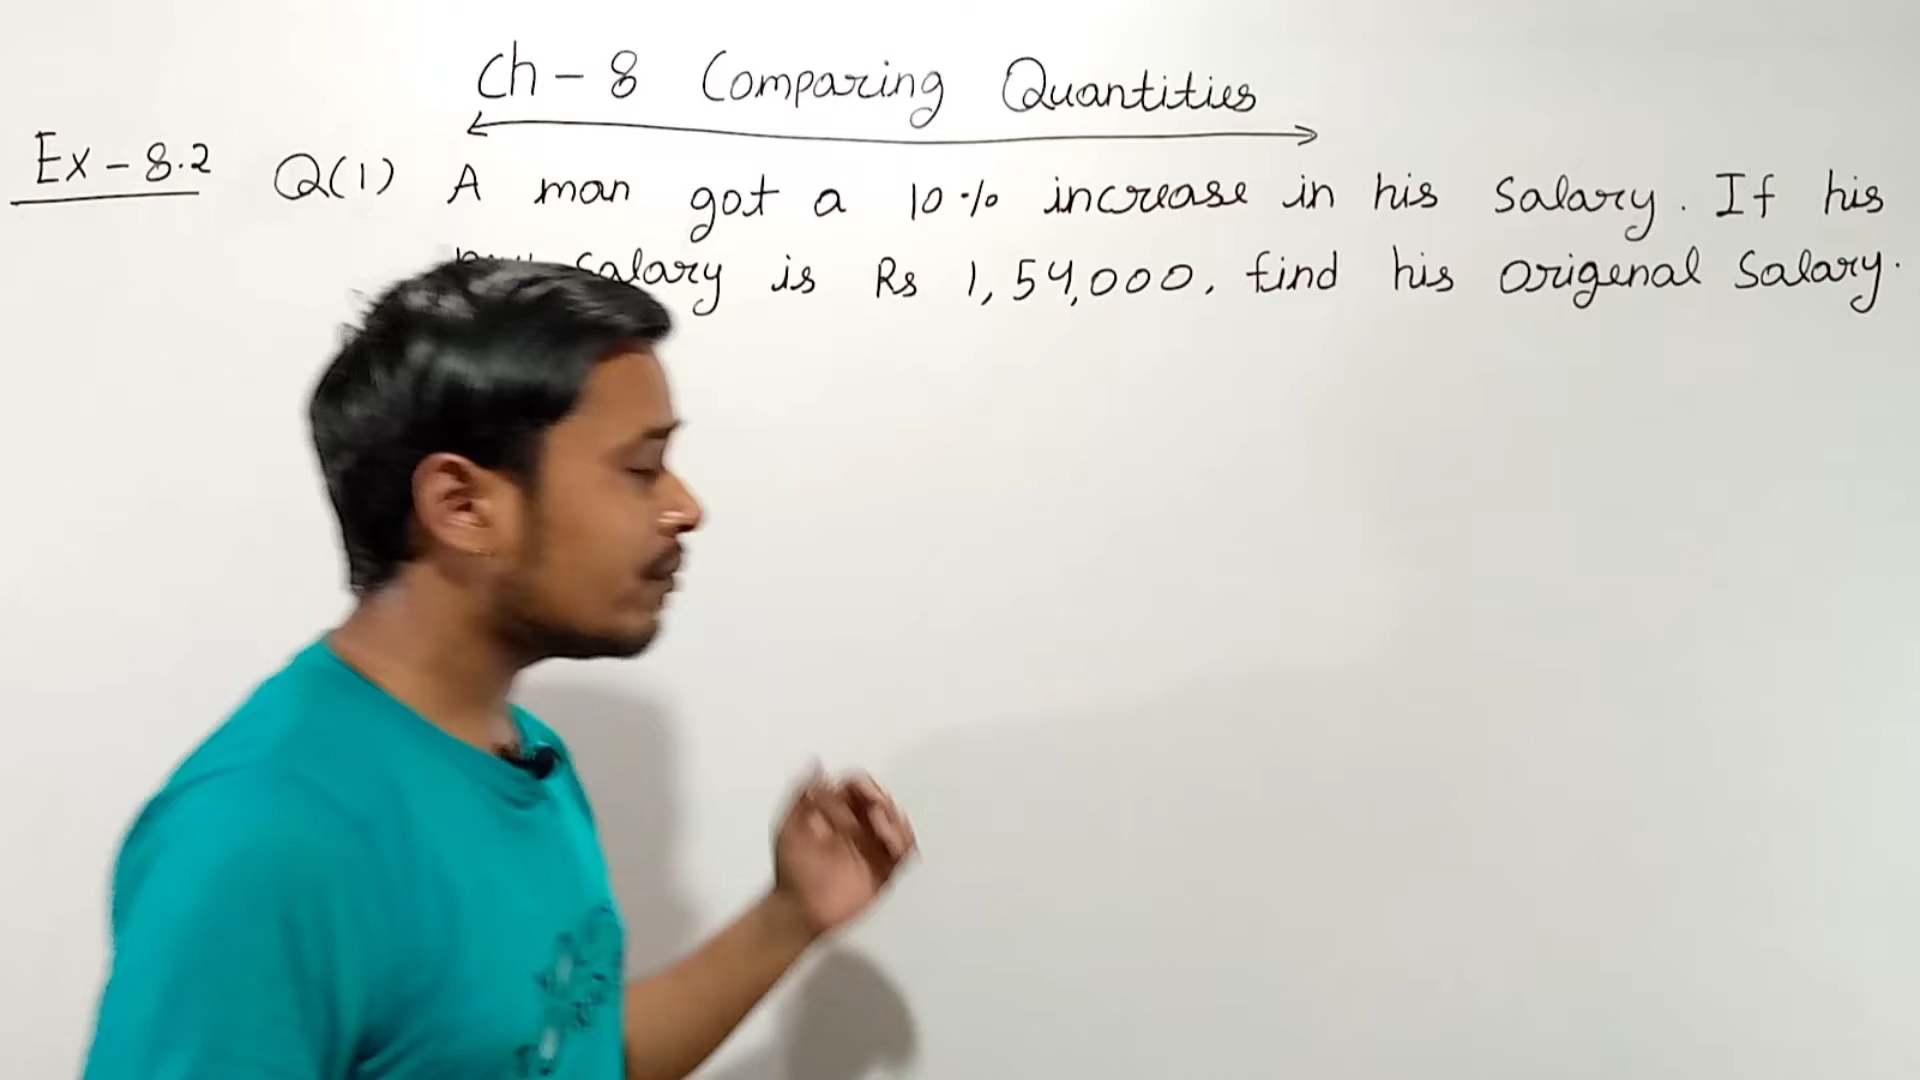 Ch - 8 Comparing Quantities
Ex - 8.2 Q(1) A man got a 10% increase in his salary. If his
salary is Rs 1,54,000, find his origenal salary.